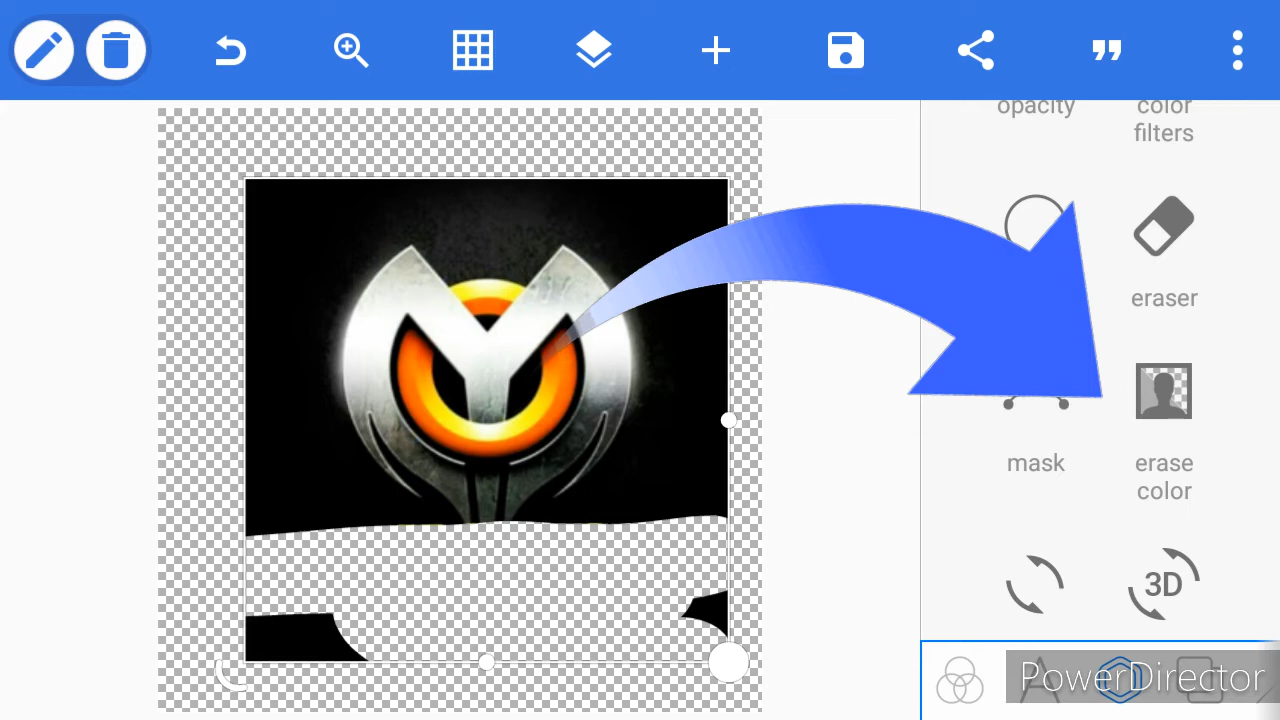 opacity
color
filters
eraser
mask
erase
color
3D
PowerDirector